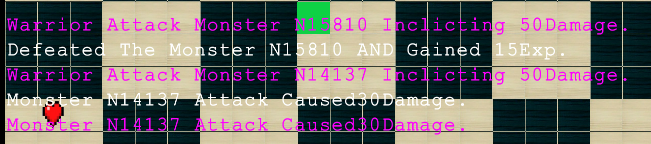 Warrior Attack Monster N15810 Inclicting 50Damage.
Defeated The Monster N15810 AND Gained 15Exp.
Warrior Attack Monster N14137 Inclicting 50Damage.
Monster N14137 Attack Caused30Damage.
Monster N14137 Attack Caused30Damage.